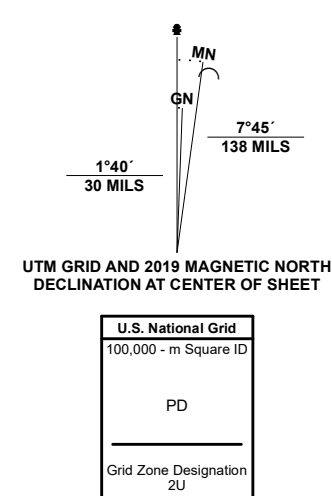 MN
GN
7°45´
138 MILS
1°40´
30 MILS
UTM GRID AND 2019 MAGNETIC NORTH
DECLINATION AT CENTER OF SHEET
U.S. National Grid
100,000 - m Square ID
PD
Grid Zone Designation
2U